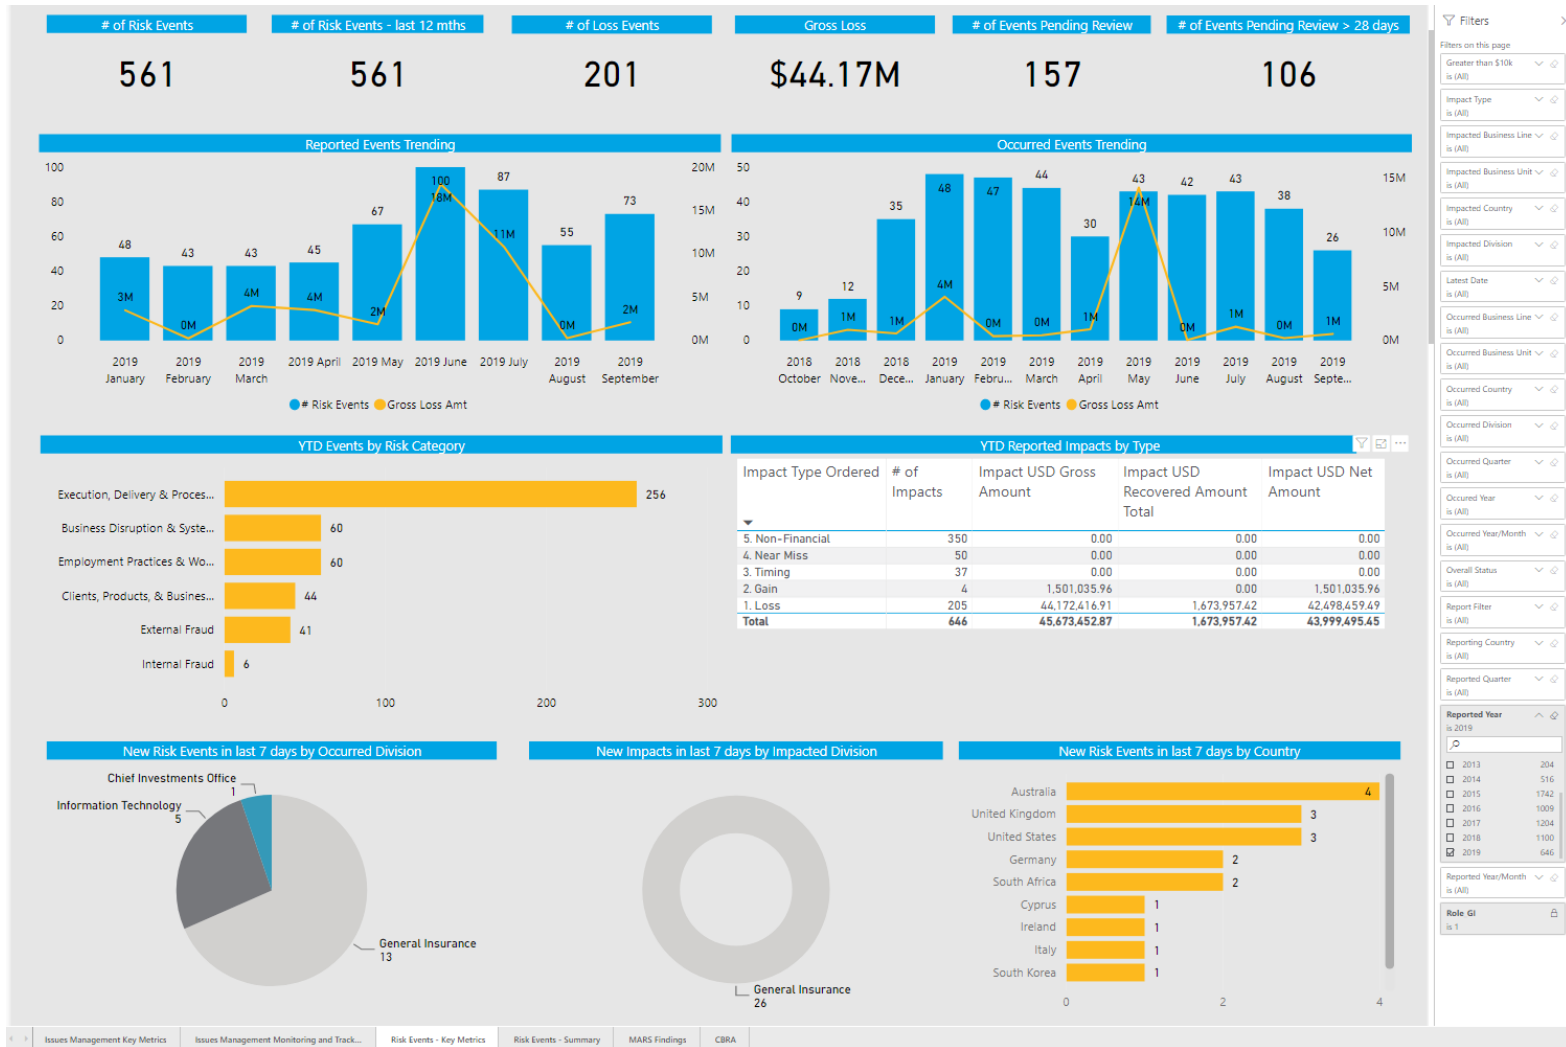 # of Risk Events
# of Risk Events - last 12 mths
# of Loss Events
Gross Loss
# of Events Pending Review
# of Events Pending Review > 28 days
561
561
201
$44.17M
157
106
Reported Events Trending
100
80
60
40
20
0
20M
15M
10M
5M
0M
48
43
43
45
67
100
87
55
73
3M
0M
4M
4M
2M
18M
11M
0M
2M
2019 January
2019 February
2019 March
2019 April
2019 May
2019 June
2019 July
2019 August
2019 September
# Risk Events
Gross Loss Amt
Occurred Events Trending
50
40
30
20
10
0
15M
10M
5M
0M
9
12
35
48
47
44
30
43
42
43
38
26
0M
1M
1M
4M
0M
0M
1M
14M
0M
1M
0M
1M
2018 October
2018 Nove...
2018 Dece...
2019 January
2019 Febru...
2019 March
2019 April
2019 May
2019 June
2019 July
2019 August
2019 Septe...
# Risk Events
Gross Loss Amt
YTD Events by Risk Category
Execution, Delivery & Proces... 256
Business Disruption & Syste... 60
Employment Practices & Wo... 60
Clients, Products, & Busines... 44
External Fraud 41
Internal Fraud 6
0 100 200 300
YTD Reported Impacts by Type
Impact Type Ordered
# of Impacts
Impact USD Gross Amount
Impact USD Recovered Amount Total
Impact USD Net Amount
5. Non-Financial 350 0.00 0.00 0.00
4. Near Miss 50 0.00 0.00 0.00
3. Timing 37 0.00 0.00 0.00
2. Gain 4 1,501,035.96 0.00 1,501,035.96
1. Loss 205 44,172,416.91 1,673,957.42 42,498,459.49
Total 646 45,673,452.87 1,673,957.42 43,999,495.45
New Risk Events in last 7 days by Occurred Division
Chief Investments Office
1
Information Technology
5
General Insurance
13
New Impacts in last 7 days by Impacted Division
General Insurance
26
New Risk Events in last 7 days by Country
Australia 4
United Kingdom 3
United States 3
Germany 2
South Africa 2
Cyprus 1
Ireland 1
Italy 1
South Korea 1
0 2 4
Filters
Filters on this page
Greater than $10k
is (All)
Impact Type
is (All)
Impacted Business Line
is (All)
Impacted Business Unit
is (All)
Impacted Country
is (All)
Impacted Division
is (All)
Latest Date
is (All)
Occurred Business Line
is (All)
Occurred Business Unit
is (All)
Occurred Country
is (All)
Occurred Division
is (All)
Occurred Quarter
is (All)
Occured Year
is (All)
Occurred Year/Month
is (All)
Overall Status
is (All)
Report Filter
is (All)
Reporting Country
is (All)
Reported Quarter
is (All)
Reported Year
is 2019
2013 204
2014 516
2015 1742
2016 1009
2017 1204
2018 1100
2019 646
Reported Year/Month
is (All)
Role GI
is 1
Issues Management Key Metrics
Issues Management Monitoring and Track...
Risk Events - Key Metrics
Risk Events - Summary
MARS Findings
CBRA